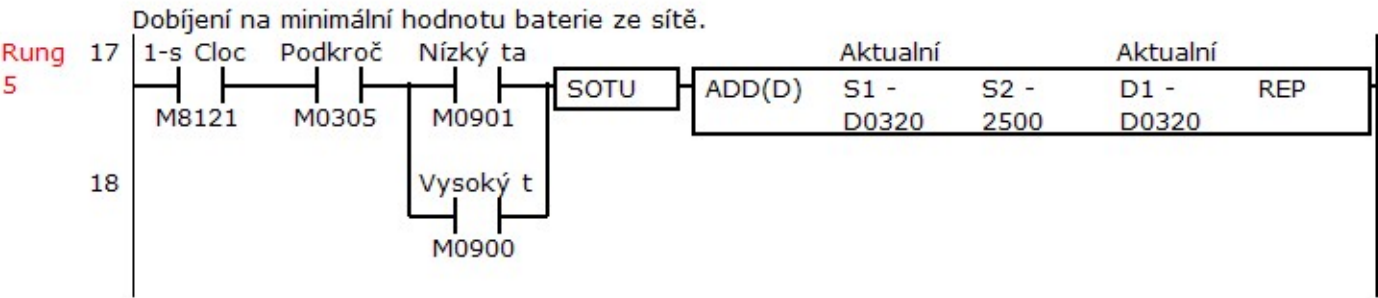 Dobíjení na minimální hodnotu baterie ze sítě.
Rung 17 1-s Cloc Podkroč Nízký ta Aktualní Aktualní
5 SOTU ADD(D) S1 - S2 - D1 - REP
M8121 M0305 M0901 D0320 2500 D0320
18 Vysoký t
M0900